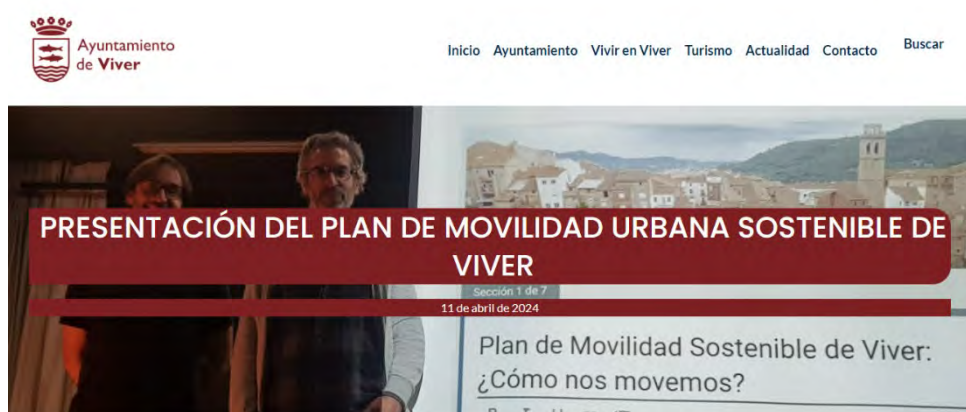 Ayuntamiento
de Viver
Inicio Ayuntamiento Vivir en Viver Turismo Actualidad Contacto Buscar
PRESENTACIÓN DEL PLAN DE MOVILIDAD URBANA SOSTENIBLE DE
VIVER
Sección 1 de 7
11 de abril de 2024
Plan de Movilidad Sostenible de Viver:
¿Cómo nos movemos?